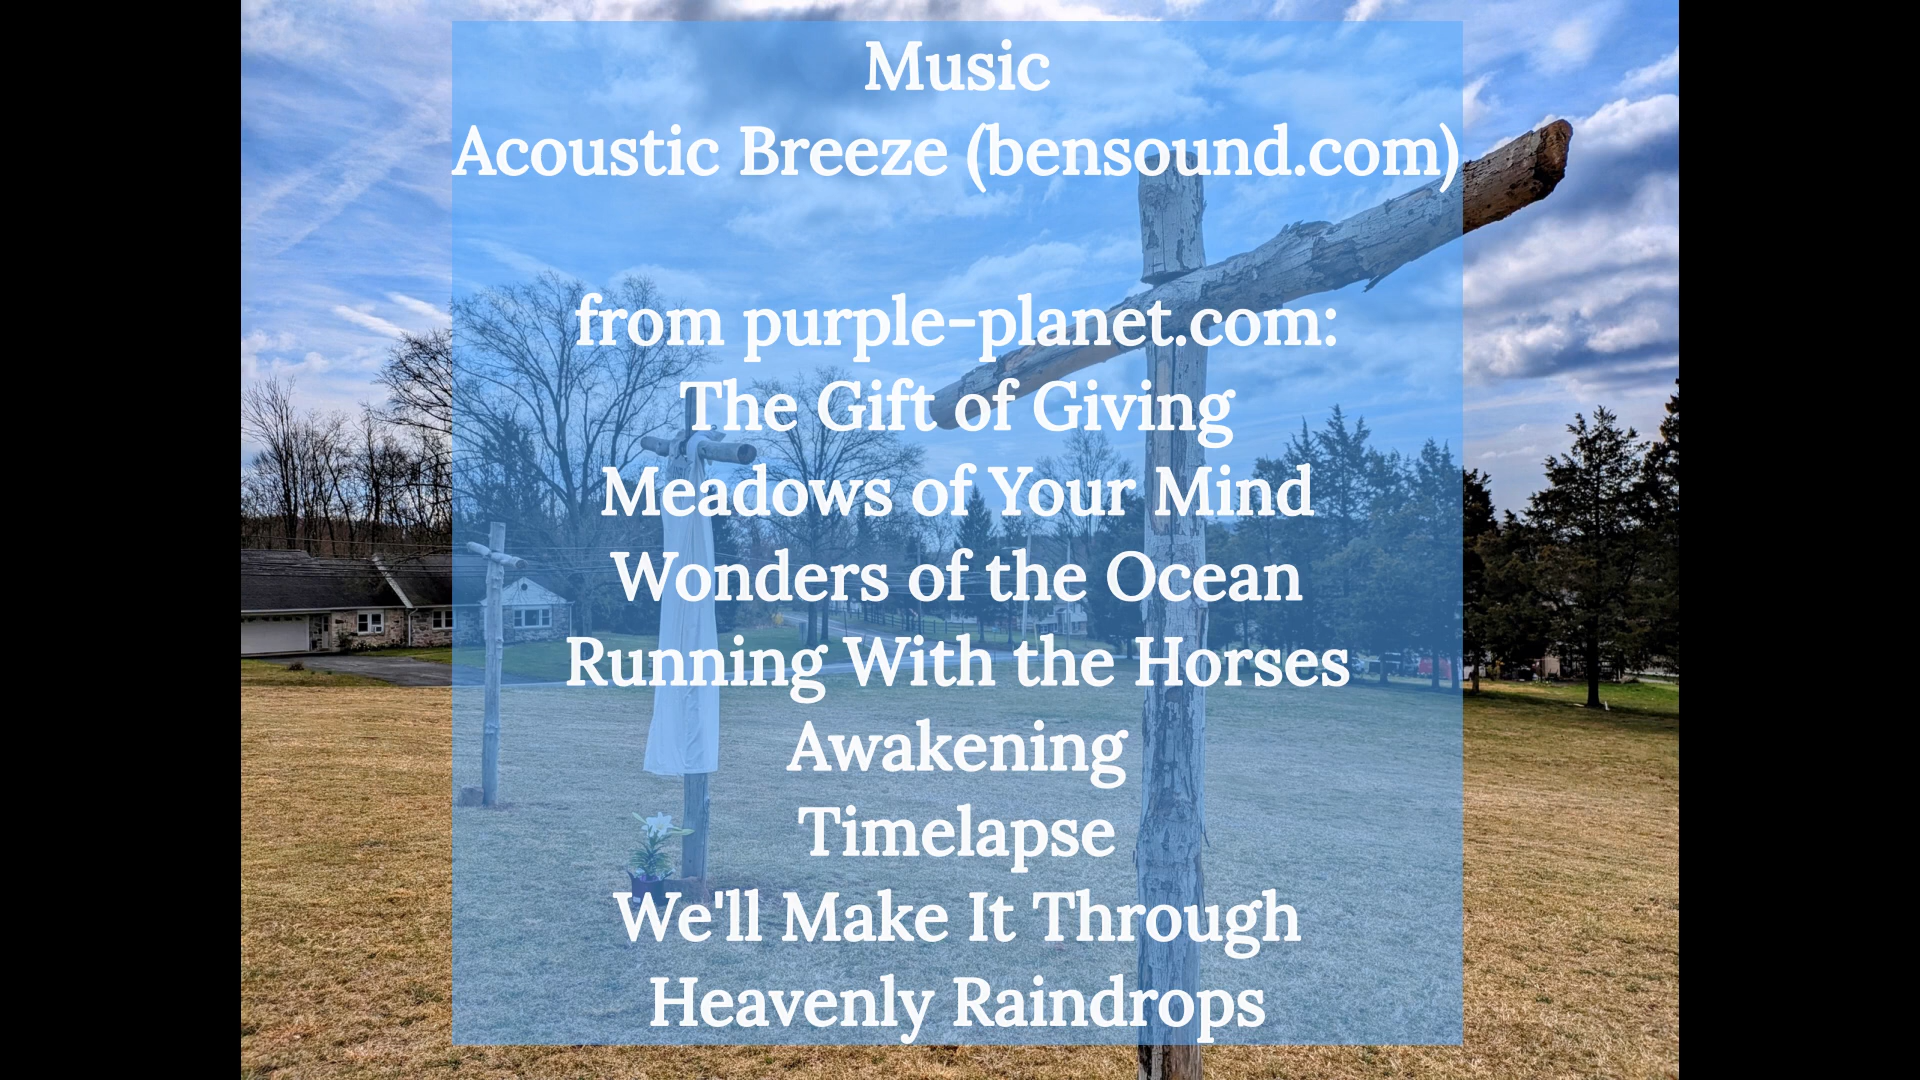 Music
Acoustic Breeze (bensound.com)
from purple-planet.com:
The Gift of Giving
Meadows of Your Mind
Wonders of the Ocean
Running With the Horses
Awakening
Timelapse
We'll Make It Through
Heavenly Raindrops